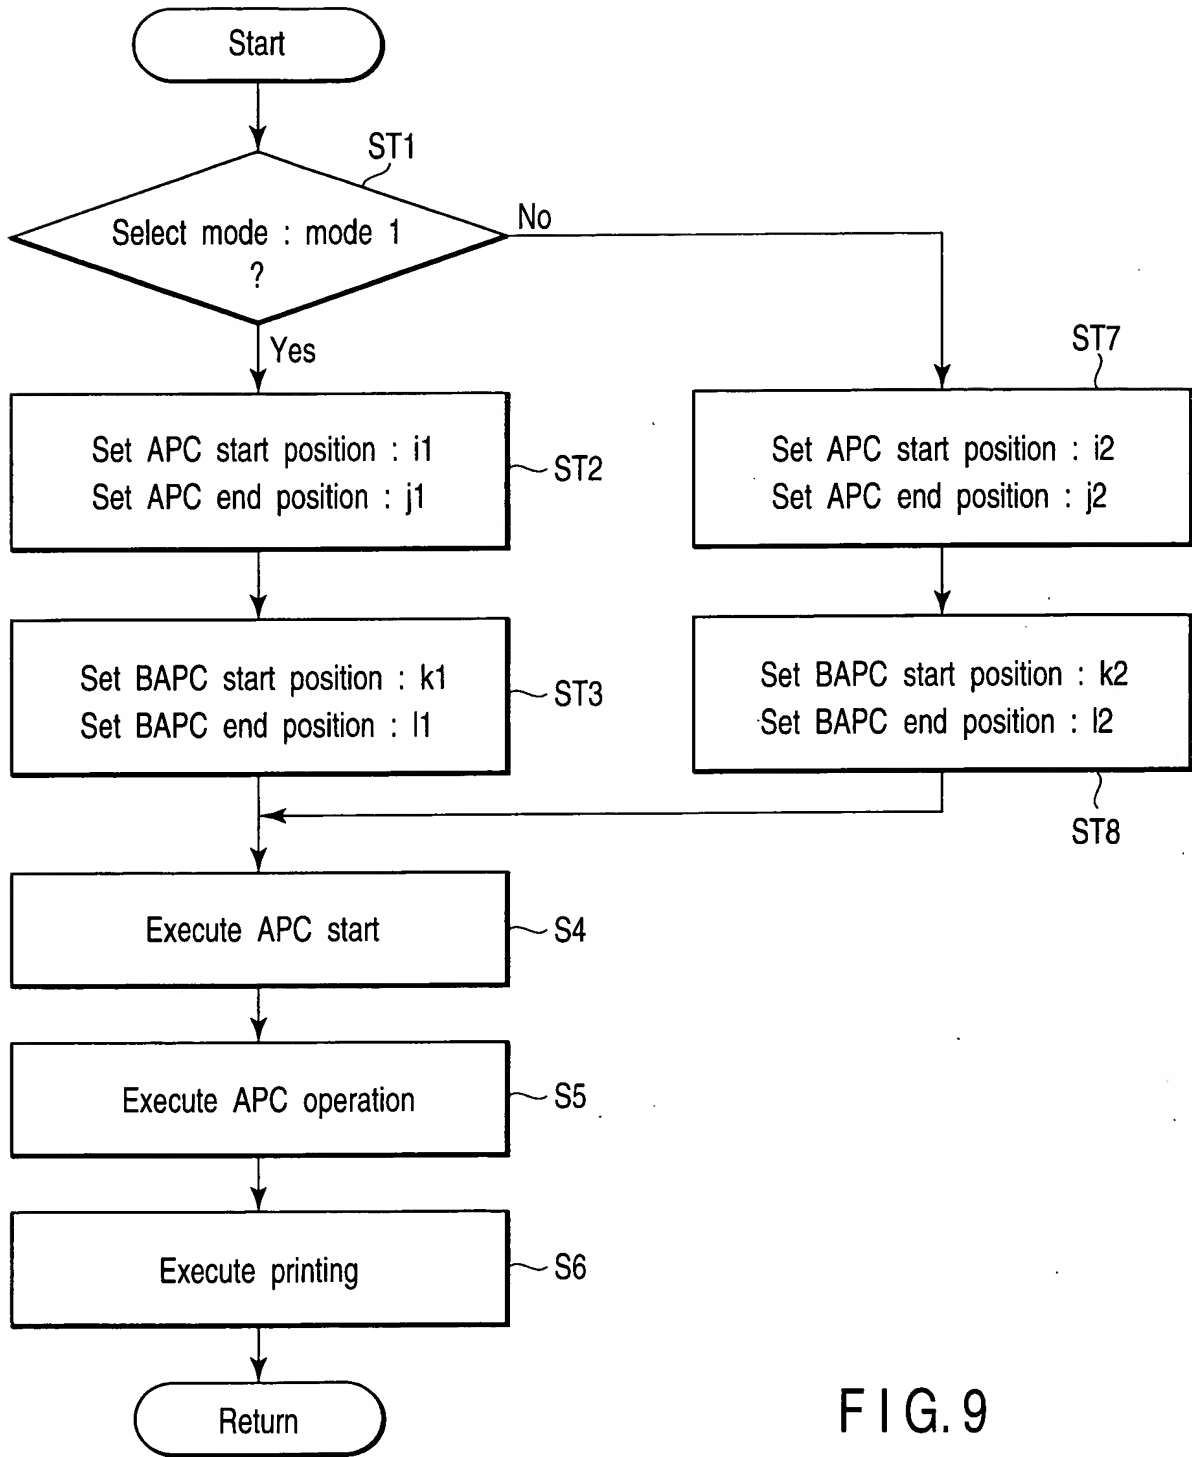 Start
ST1
Select mode : mode 1
?
No
Yes
Set APC start position : i1
Set APC end position : j1
ST2
ST7
Set APC start position : i2
Set APC end position : j2
Set BAPC start position : k1
Set BAPC end position : l1
ST3
Set BAPC start position : k2
Set BAPC end position : l2
ST8
Execute APC start
S4
Execute APC operation
S5
Execute printing
S6
Return
FIG. 9